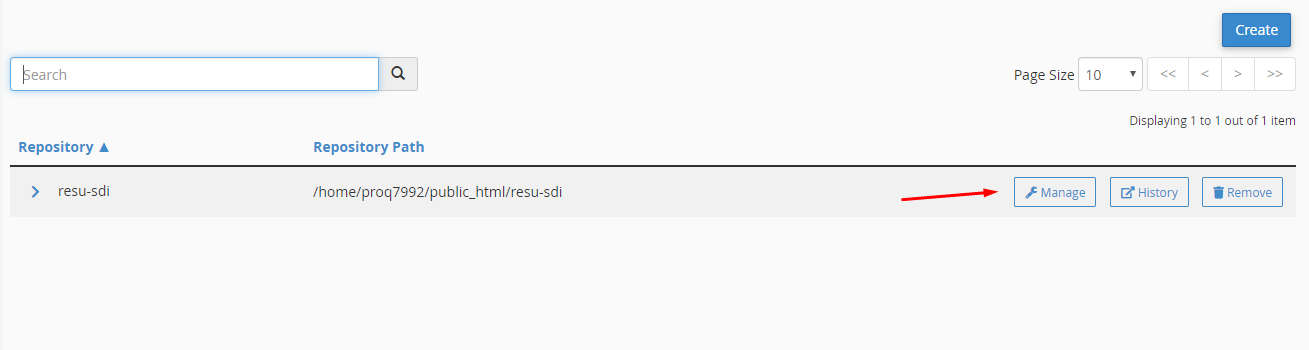 Create
Search
Page Size 10 << < > >>
Displaying 1 to 1 out of 1 item
Repository ▲ Repository Path
resu-sdi /home/proq7992/public_html/resu-sdi Manage History Remove